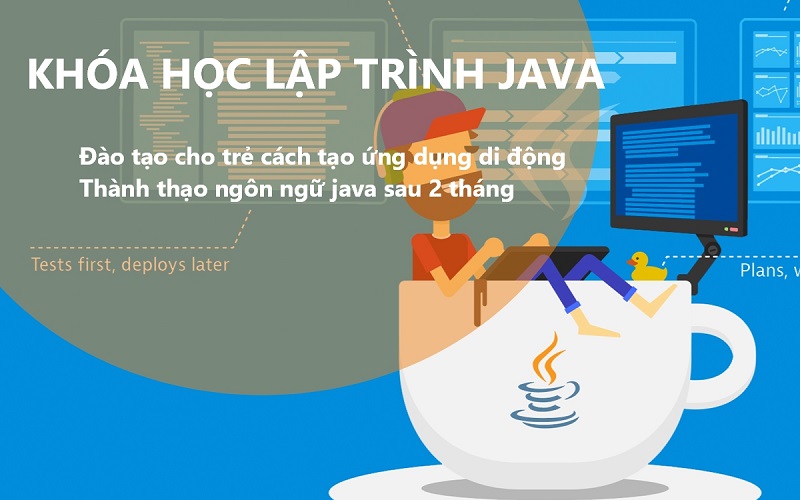 KHÓA HỌC LẬP TRÌNH JAVA
Đào tạo cho trẻ cách tạo ứng dụng di động
Thành thạo ngôn ngữ java sau 2 tháng
Tests first, deploys later
Plans,